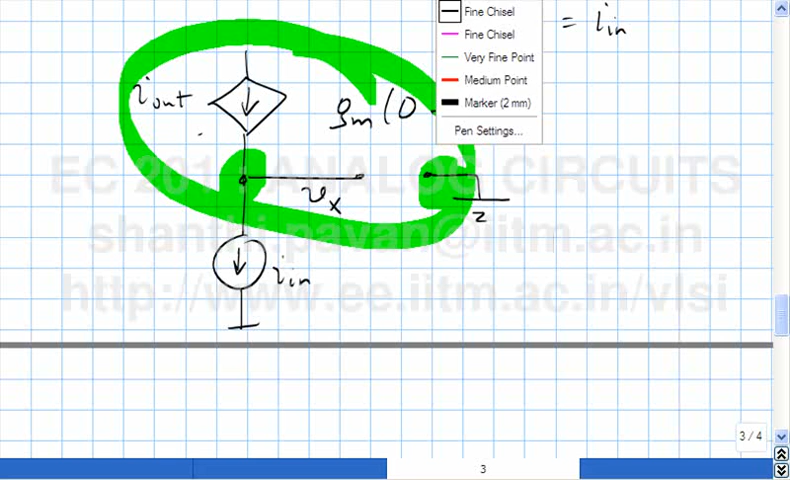 Fine Chisel
= iin
Fine Chisel
Very Fine Point
Medium Point
Marker (2 mm)
Pen Settings...
iout
gm(0
EC 201 ANALOG CIRCUITS
vx
2
shanthi.pavan@iitm.ac.in
iin
http://www.ee.iitm.ac.in/vlsi
3 / 4
3